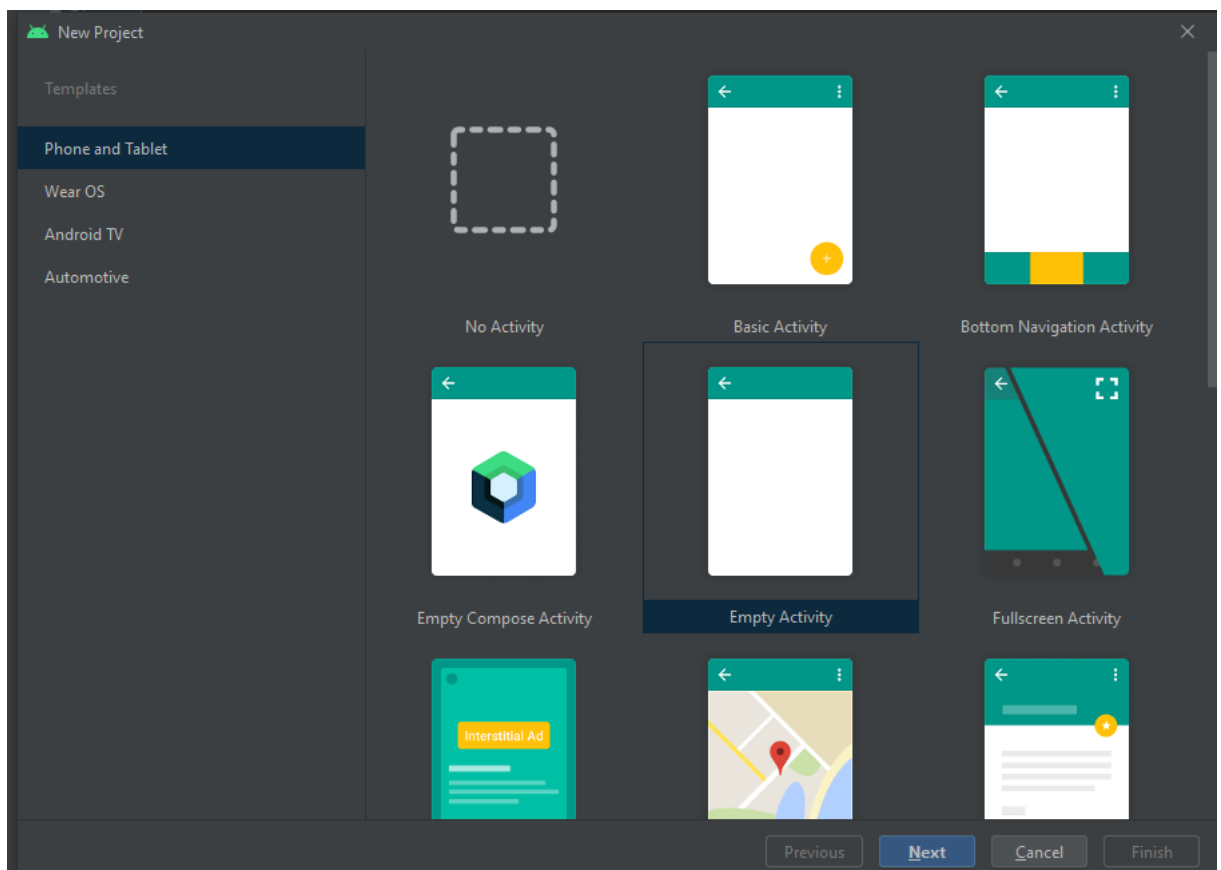 New Project
Templates
Phone and Tablet
Wear OS
Android TV
Automotive
No Activity
Basic Activity
Bottom Navigation Activity
Empty Compose Activity
Empty Activity
Fullscreen Activity
Interstitial Ad
Previous
Next
Cancel
Finish